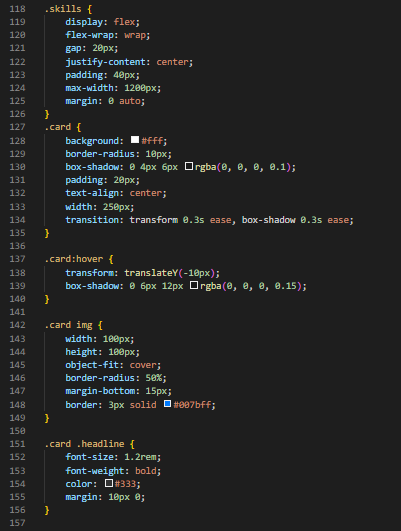 118 .skills {
119     display: flex;
120     flex-wrap: wrap;
121     gap: 20px;
122     justify-content: center;
123     padding: 40px;
124     max-width: 1200px;
125     margin: 0 auto;
126 }
127 .card {
128     background: #fff;
129     border-radius: 10px;
130     box-shadow: 0 4px 6px rgba(0, 0, 0, 0.1);
131     padding: 20px;
132     text-align: center;
133     width: 250px;
134     transition: transform 0.3s ease, box-shadow 0.3s ease;
135 }
136
137 .card:hover {
138     transform: translateY(-10px);
139     box-shadow: 0 6px 12px rgba(0, 0, 0, 0.15);
140 }
141
142 .card img {
143     width: 100px;
144     height: 100px;
145     object-fit: cover;
146     border-radius: 50%;
147     margin-bottom: 15px;
148     border: 3px solid #007bff;
149 }
150
151 .card .headline {
152     font-size: 1.2rem;
153     font-weight: bold;
154     color: #333;
155     margin: 10px 0;
156 }
157